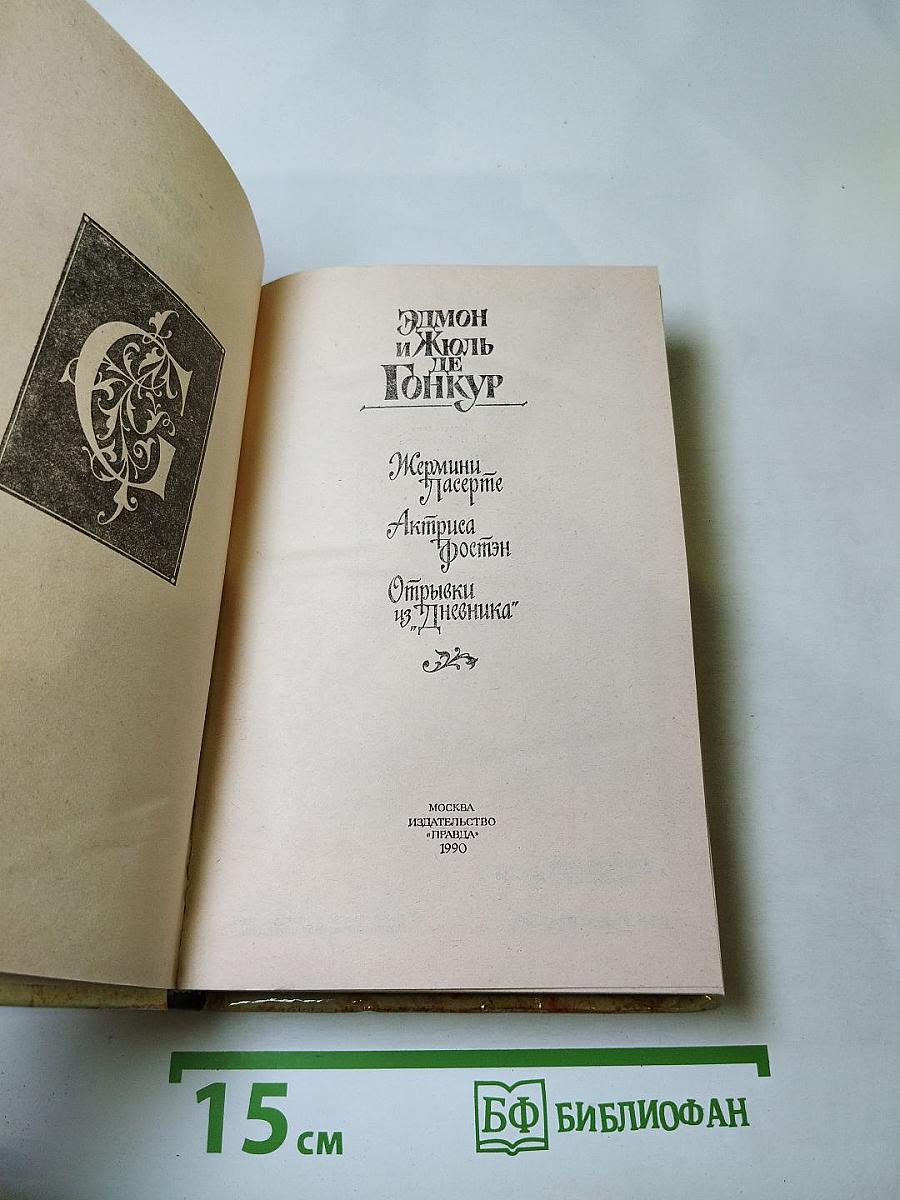 Эдмон
и Жюль
де
Гонкур
Жермини
Ласерте
Актриса
Фостэн
Отрывки
из „Дневника"
МОСКВА
ИЗДАТЕЛЬСТВО
«ПРАВДА»
1990
15 см
БФ БИБЛИОФАН